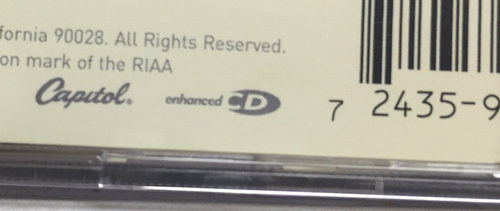 fornia 90028. All Rights Reserved.
on mark of the RIAA
Capitol.
enhanced CD
7 2435-9